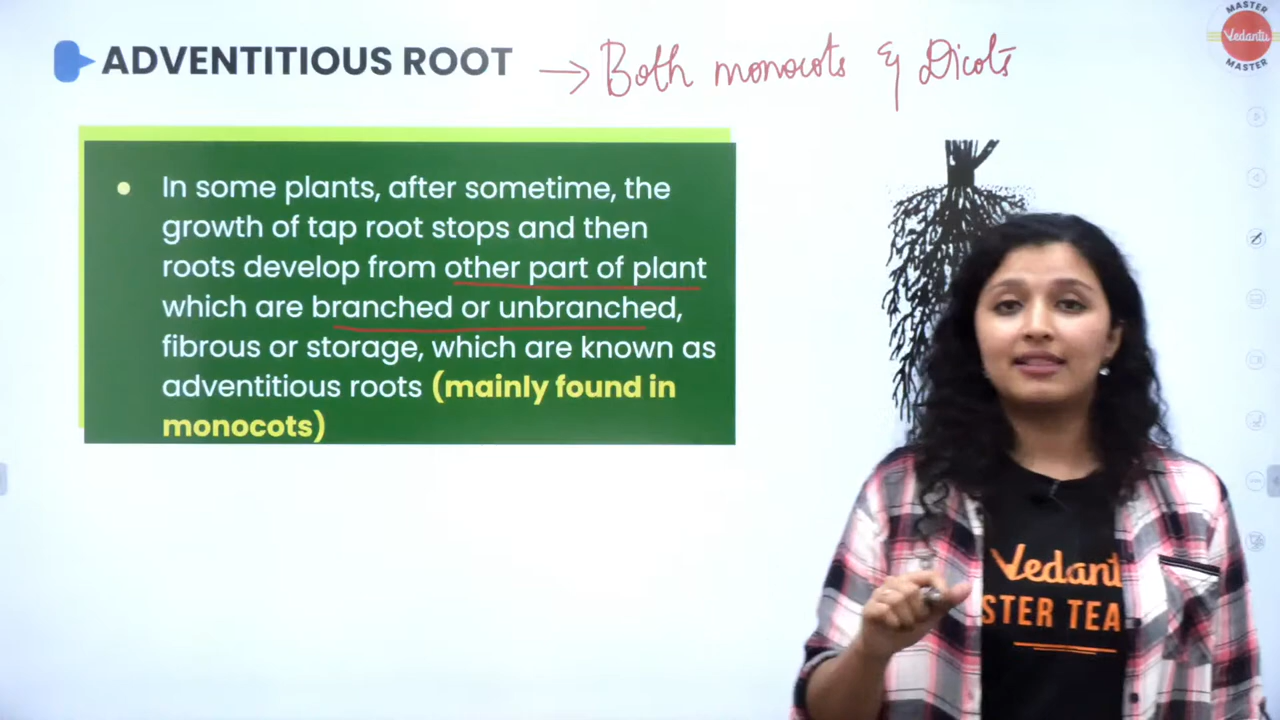 ADVENTITIOUS ROOT → Both monocots & Dicots
MASTER
Vedantu
MASTER
In some plants, after sometime, the
growth of tap root stops and then
roots develop from other part of plant
which are branched or unbranched,
fibrous or storage, which are known as
adventitious roots (mainly found in
monocots)
Vedant
STER TEA